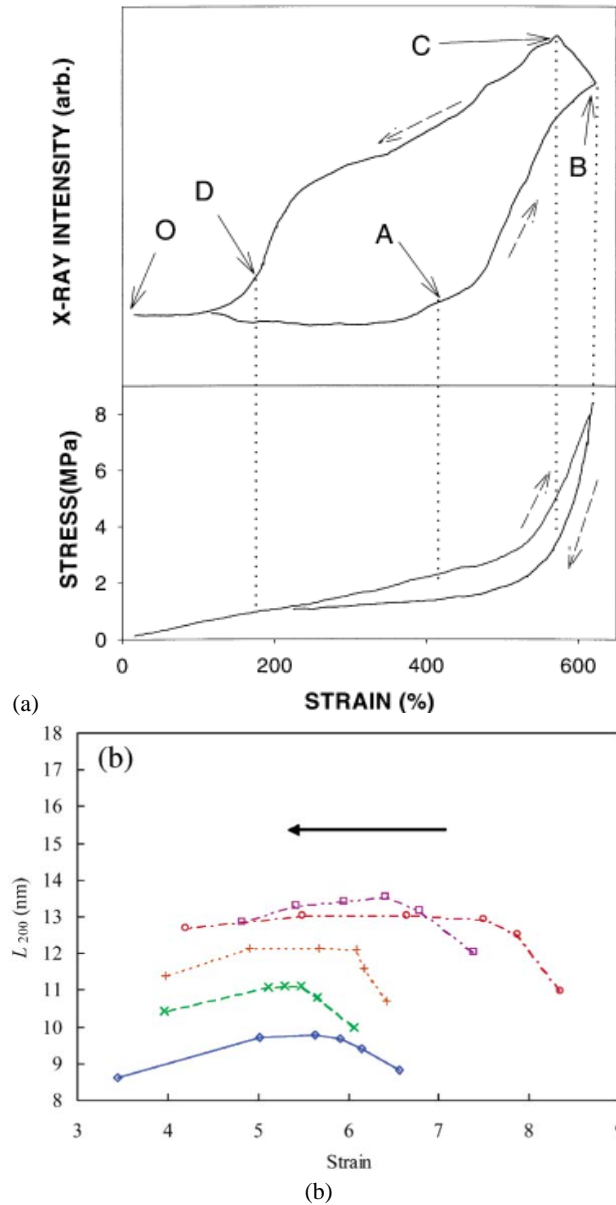 C
B
D
O
A
X-RAY INTENSITY (arb.)
8
6
4
2
0
STRESS(MPa)
0 200 400 600
STRAIN (%)
(a)
(b)
18
17
16
15
14
13
12
11
10
9
8
L200 (nm)
3 4 5 6 7 8 9
Strain
(b)